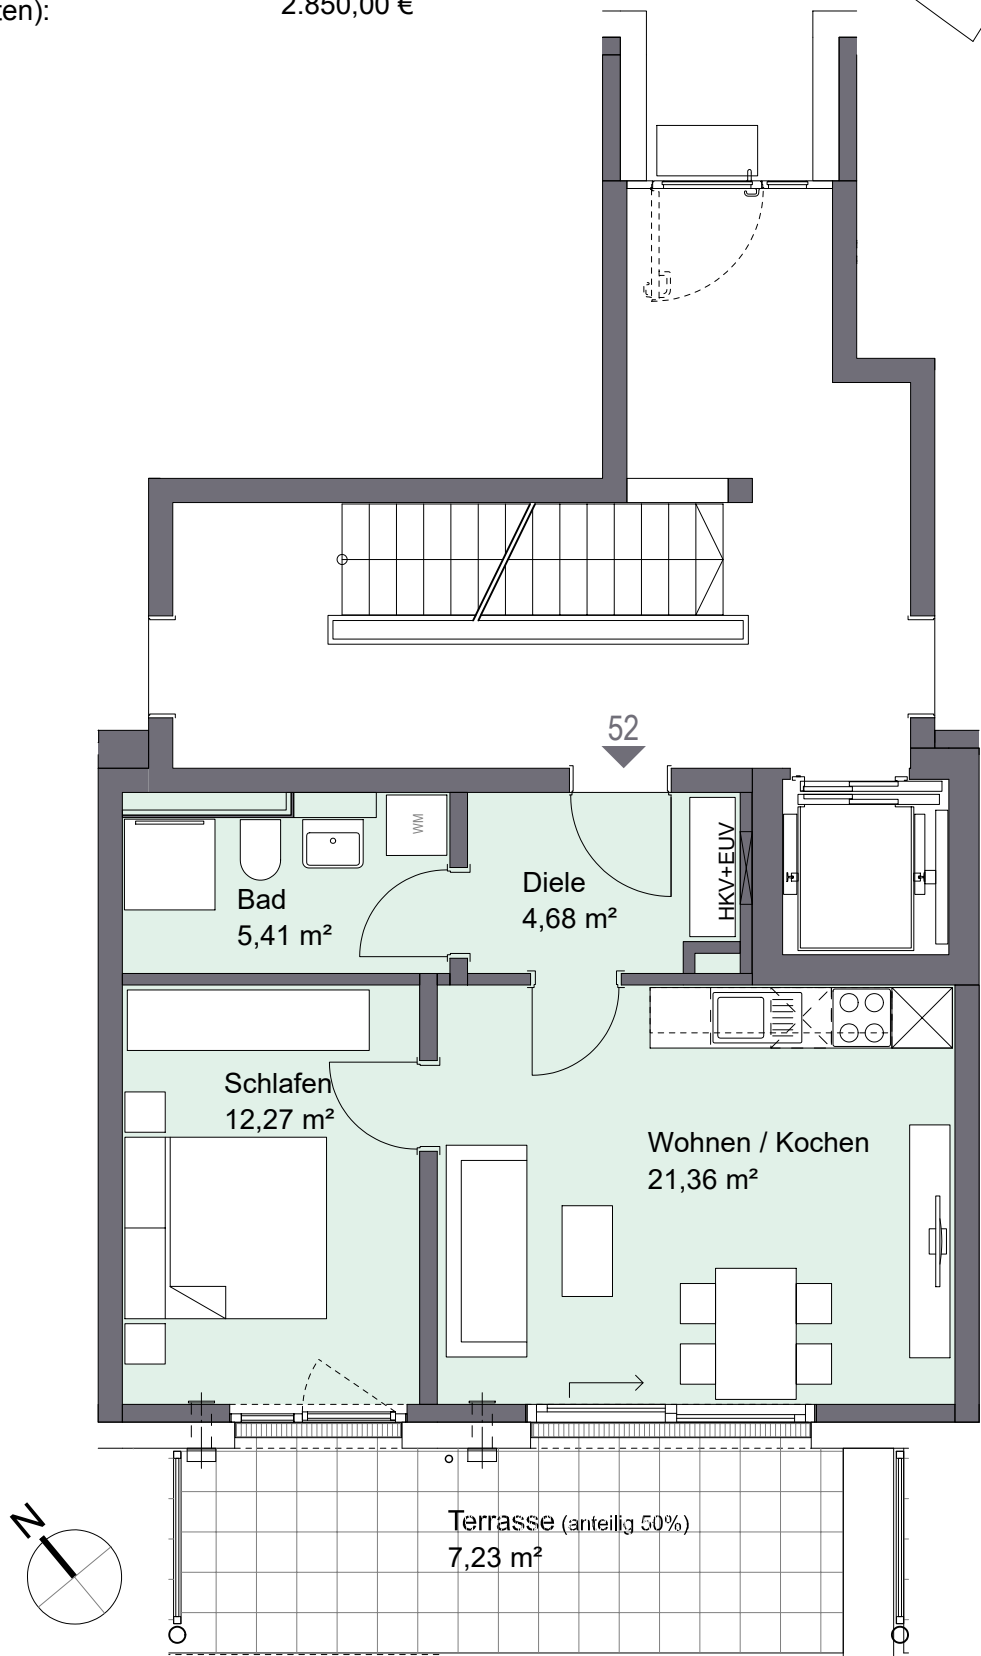 ten):
2.850,00 €
52
WM
Bad
5,41 m²
Diele
4,68 m²
HKV+EUV
Schlafen
12,27 m²
Wohnen / Kochen
21,36 m²
N
Terrasse (anteilig 50%)
7,23 m²